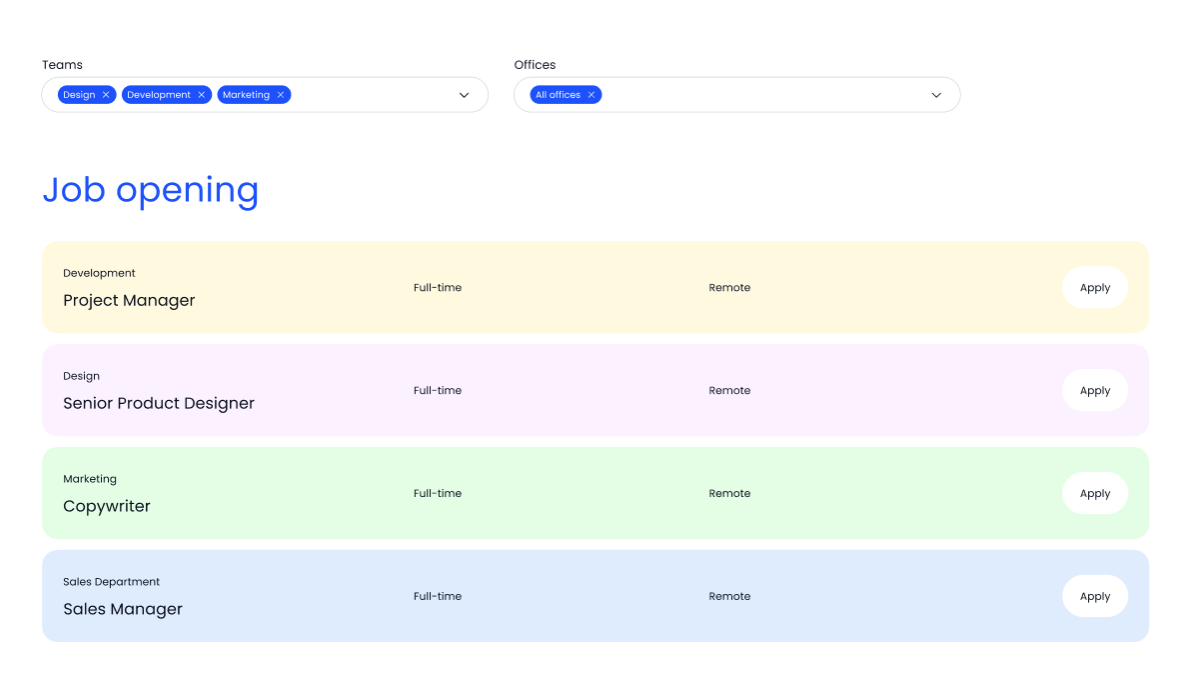 Teams
Offices
Design
Development
Marketing
All offices
Job opening
Development
Project Manager
Full-time
Remote
Apply
Design
Senior Product Designer
Full-time
Remote
Apply
Marketing
Copywriter
Full-time
Remote
Apply
Sales Department
Sales Manager
Full-time
Remote
Apply